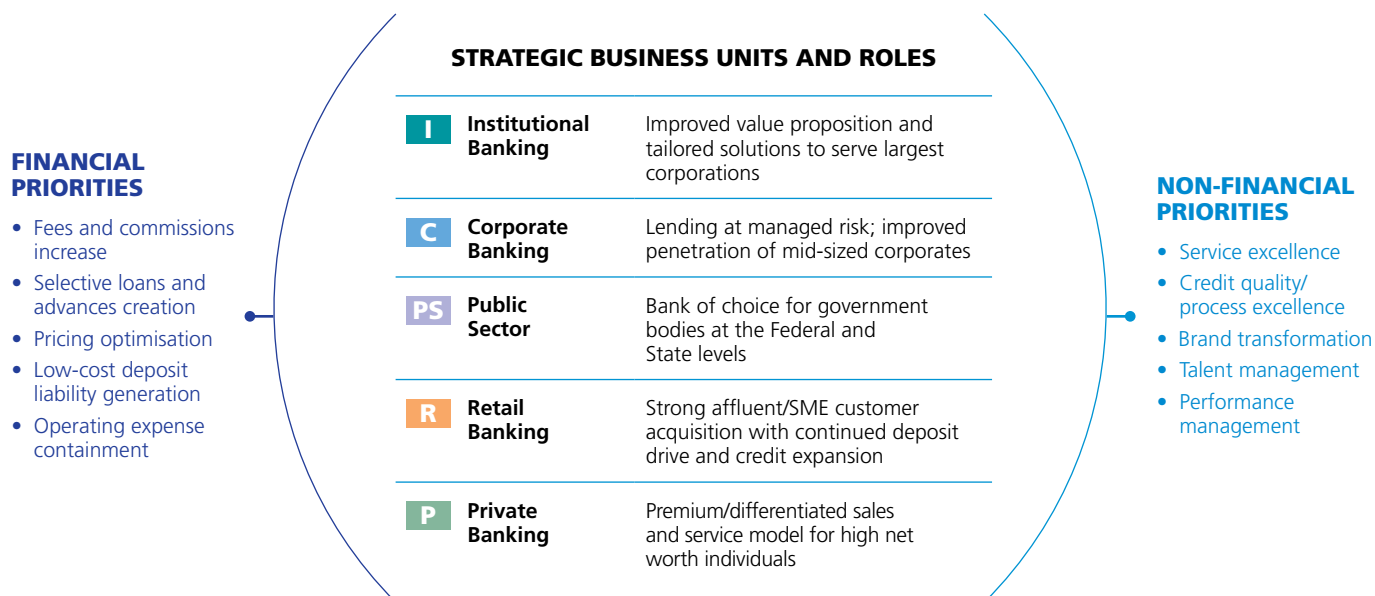 STRATEGIC BUSINESS UNITS AND ROLES
FINANCIAL
PRIORITIES
• Fees and commissions
increase
• Selective loans and
advances creation
• Pricing optimisation
• Low-cost deposit
liability generation
• Operating expense
containment
I
Institutional
Banking
Improved value proposition and
tailored solutions to serve largest
corporations
C
Corporate
Banking
Lending at managed risk; improved
penetration of mid-sized corporates
PS
Public
Sector
Bank of choice for government
bodies at the Federal and
State levels
R
Retail
Banking
Strong affluent/SME customer
acquisition with continued deposit
drive and credit expansion
P
Private
Banking
Premium/differentiated sales
and service model for high net
worth individuals
NON-FINANCIAL
PRIORITIES
• Service excellence
• Credit quality/
process excellence
• Brand transformation
• Talent management
• Performance
management